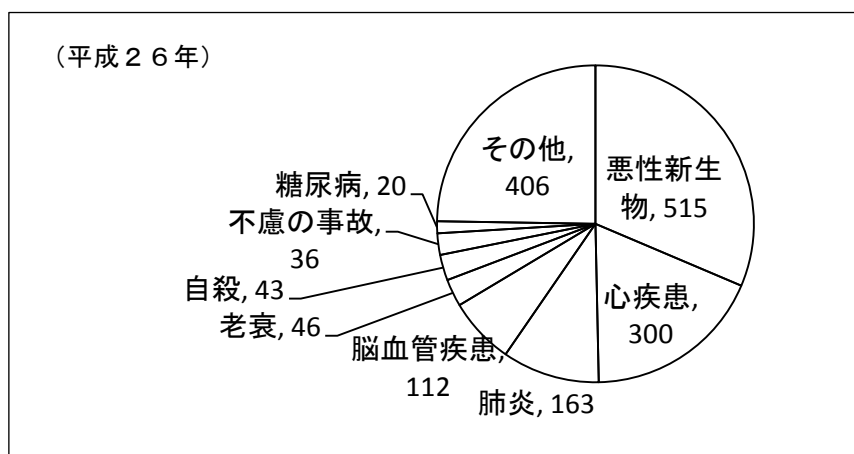 （平成２６年）
その他,
406
悪性新生
物, 515
糖尿病, 20
不慮の事故,
36
心疾患,
300
自殺, 43
老衰, 46
脳血管疾患,
112
肺炎, 163